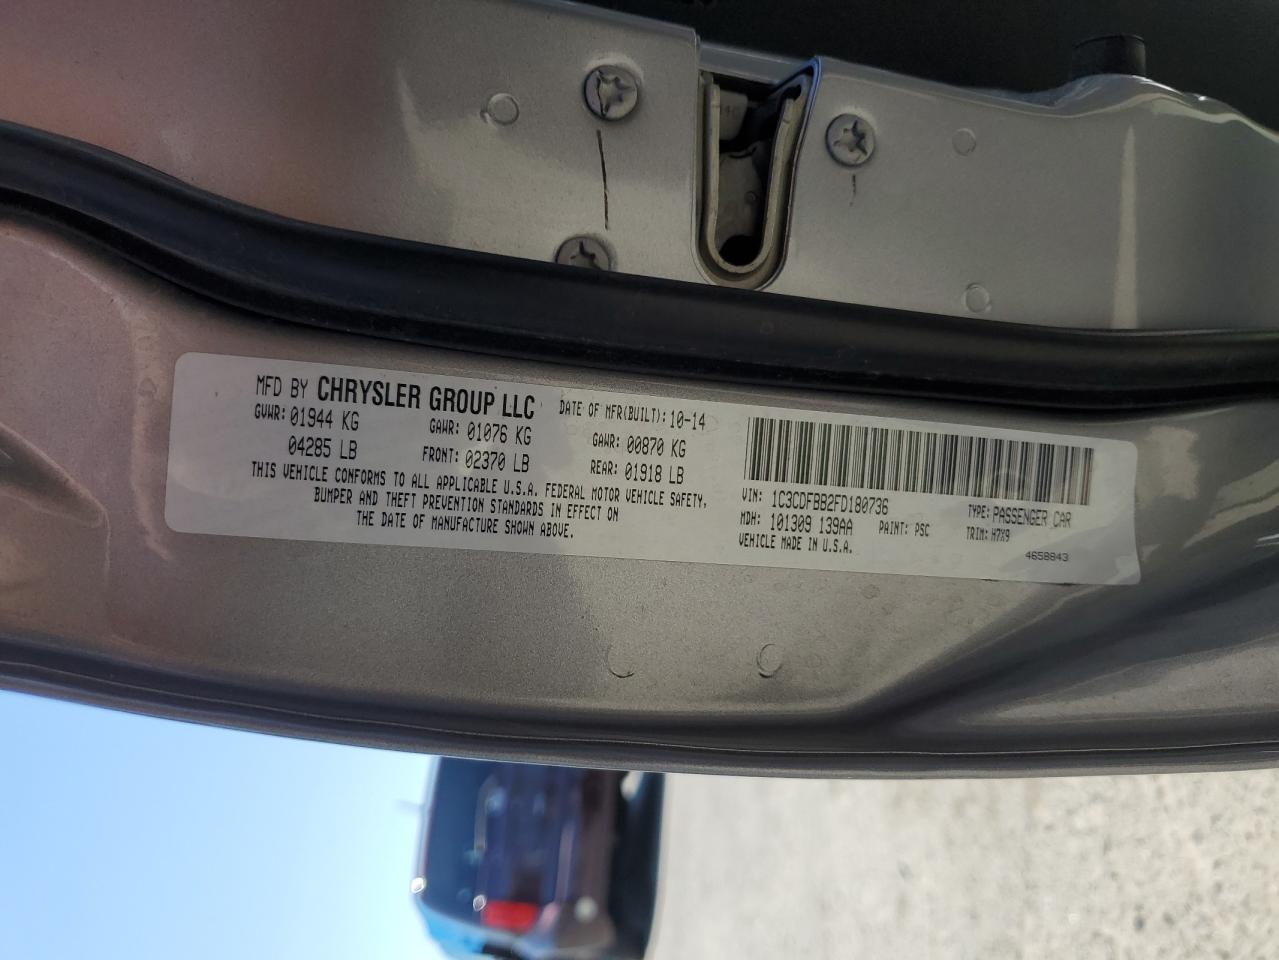 MFD BY CHRYSLER GROUP LLC DATE OF MFR(BUILT): 10-14
GVWR: 01944 KG GAWR: 01076 KG GAWR: 00870 KG
04285 LB FRONT: 02370 LB REAR: 01918 LB
THIS VEHICLE CONFORMS TO ALL APPLICABLE U.S.A. FEDERAL MOTOR VEHICLE SAFETY,
BUMPER AND THEFT PREVENTION STANDARDS IN EFFECT ON
THE DATE OF MANUFACTURE SHOWN ABOVE.
VIN: 1C3CDFBB2FD180736 TYPE: PASSENGER CAR
MDH: 101309 139AA PAINT: PSC TRIM: H7X9
VEHICLE MADE IN U.S.A. 4658843